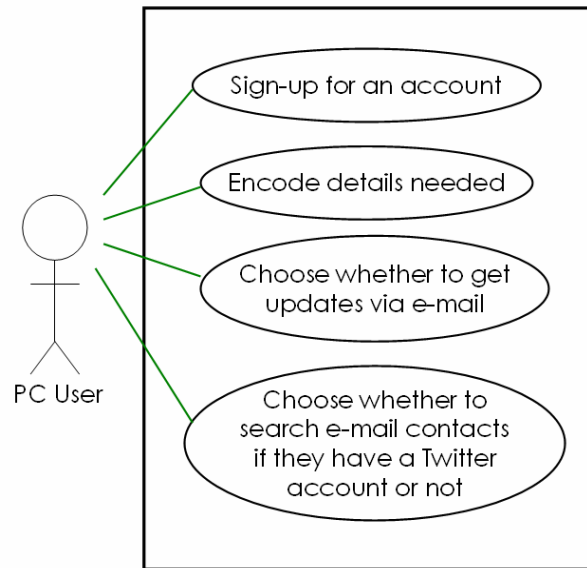 Sign-up for an account
Encode details needed
Choose whether to get
updates via e-mail
PC User
Choose whether to
search e-mail contacts
if they have a Twitter
account or not